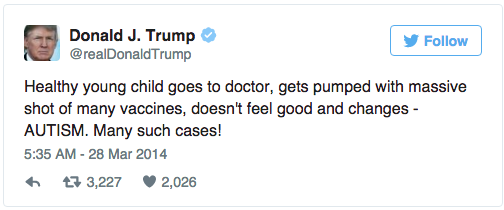 Donald J. Trump
@realDonaldTrump
Follow
Healthy young child goes to doctor, gets pumped with massive
shot of many vaccines, doesn't feel good and changes -
AUTISM. Many such cases!
5:35 AM - 28 Mar 2014
3,227 2,026